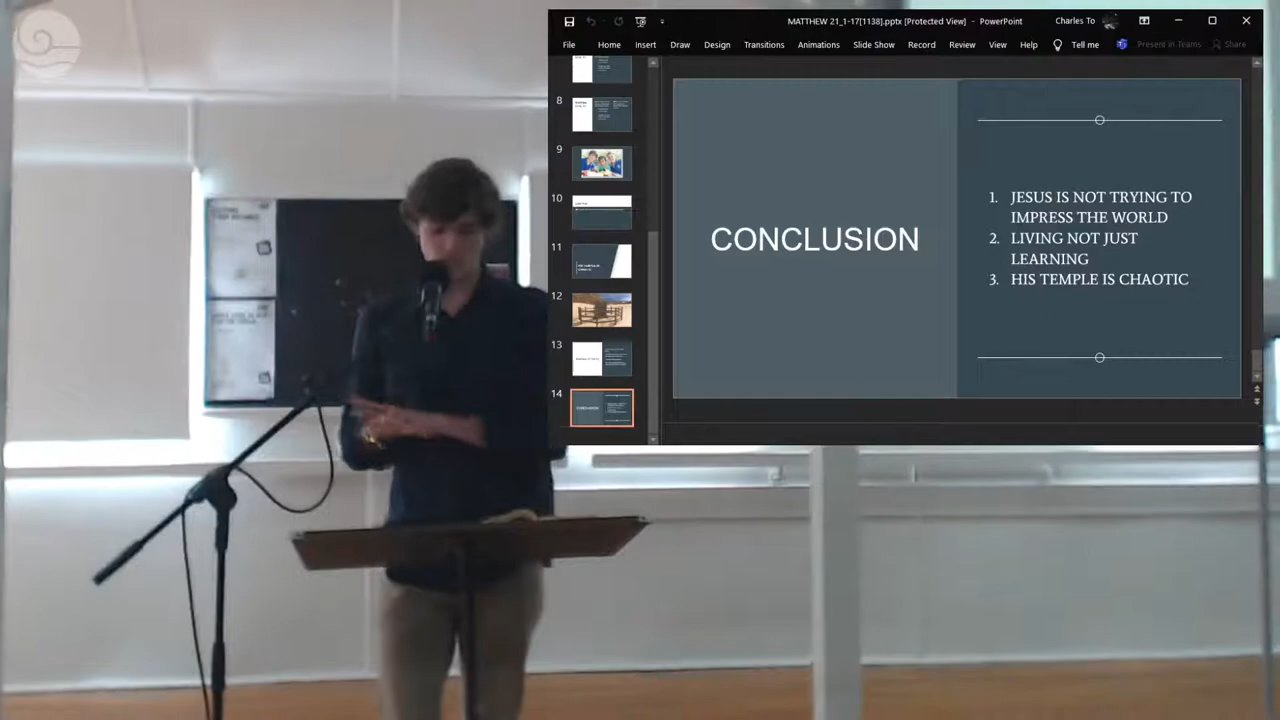 MATTHEW 21_1-17[1138].pptx [Protected View] - PowerPoint
Charles To
File Home Insert Draw Design Transitions Animations Slide Show Record Review View Help Tell me Present in Teams Share
8
9
10
11
12
13
14
CONCLUSION
1. JESUS IS NOT TRYING TO
IMPRESS THE WORLD
2. LIVING NOT JUST
LEARNING
3. HIS TEMPLE IS CHAOTIC